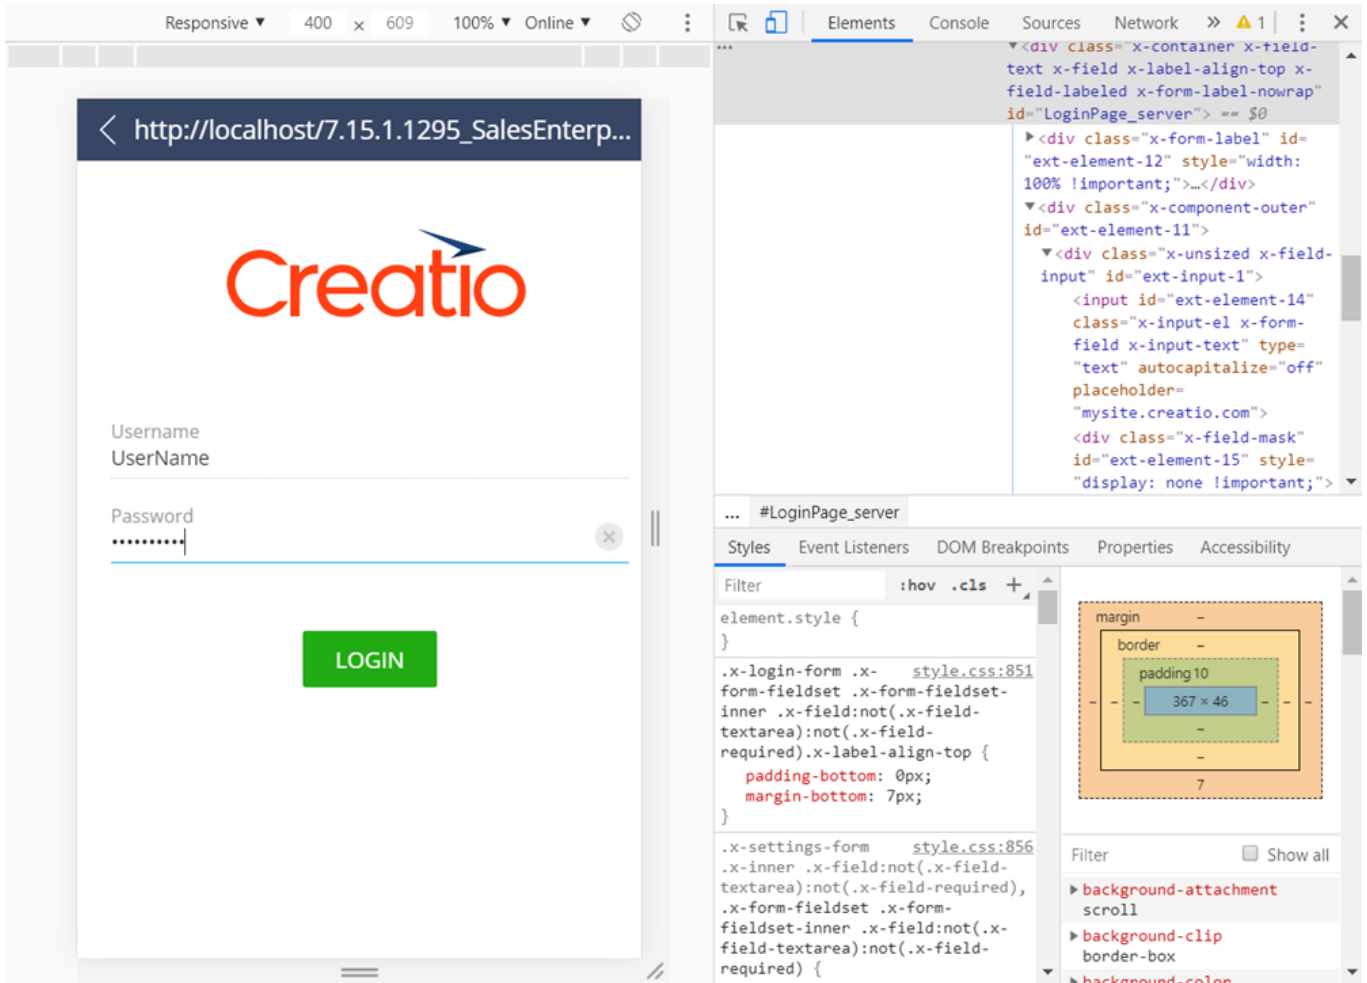 Responsive ▼ 400 × 609 100% ▼ Online ▼
http://localhost/7.15.1.1295_SalesEnterp...
Creatio
Username
UserName
Password
••••••••••
LOGIN
Elements Console Sources Network » 1
...
▼<div class="x-container x-field-
text x-field x-label-align-top x-
field-labeled x-form-label-nowrap"
id="LoginPage_server"> == $0
▶<div class="x-form-label" id=
"ext-element-12" style="width:
100% !important;">…</div>
▼<div class="x-component-outer"
id="ext-element-11">
▼<div class="x-unsized x-field-
input" id="ext-input-1">
<input id="ext-element-14"
class="x-input-el x-form-
field x-input-text" type=
"text" autocapitalize="off"
placeholder=
"mysite.creatio.com">
<div class="x-field-mask"
id="ext-element-15" style=
"display: none !important;">
... #LoginPage_server
Styles Event Listeners DOM Breakpoints Properties Accessibility
Filter :hov .cls +
element.style {
}
.x-login-form .x- style.css:851
form-fieldset .x-form-fieldset-
inner .x-field:not(.x-field-
textarea):not(.x-field-
required).x-label-align-top {
padding-bottom: 0px;
margin-bottom: 7px;
}
.x-settings-form style.css:856
.x-inner .x-field:not(.x-field-
textarea):not(.x-field-required),
.x-form-fieldset .x-form-
fieldset-inner .x-field:not(.x-
field-textarea):not(.x-field-
required) {
margin –
border –
padding 10
– – – 367 × 46 – – –
–
–
7
Filter Show all
▶background-attachment
scroll
▶background-clip
border-box
▶background-color